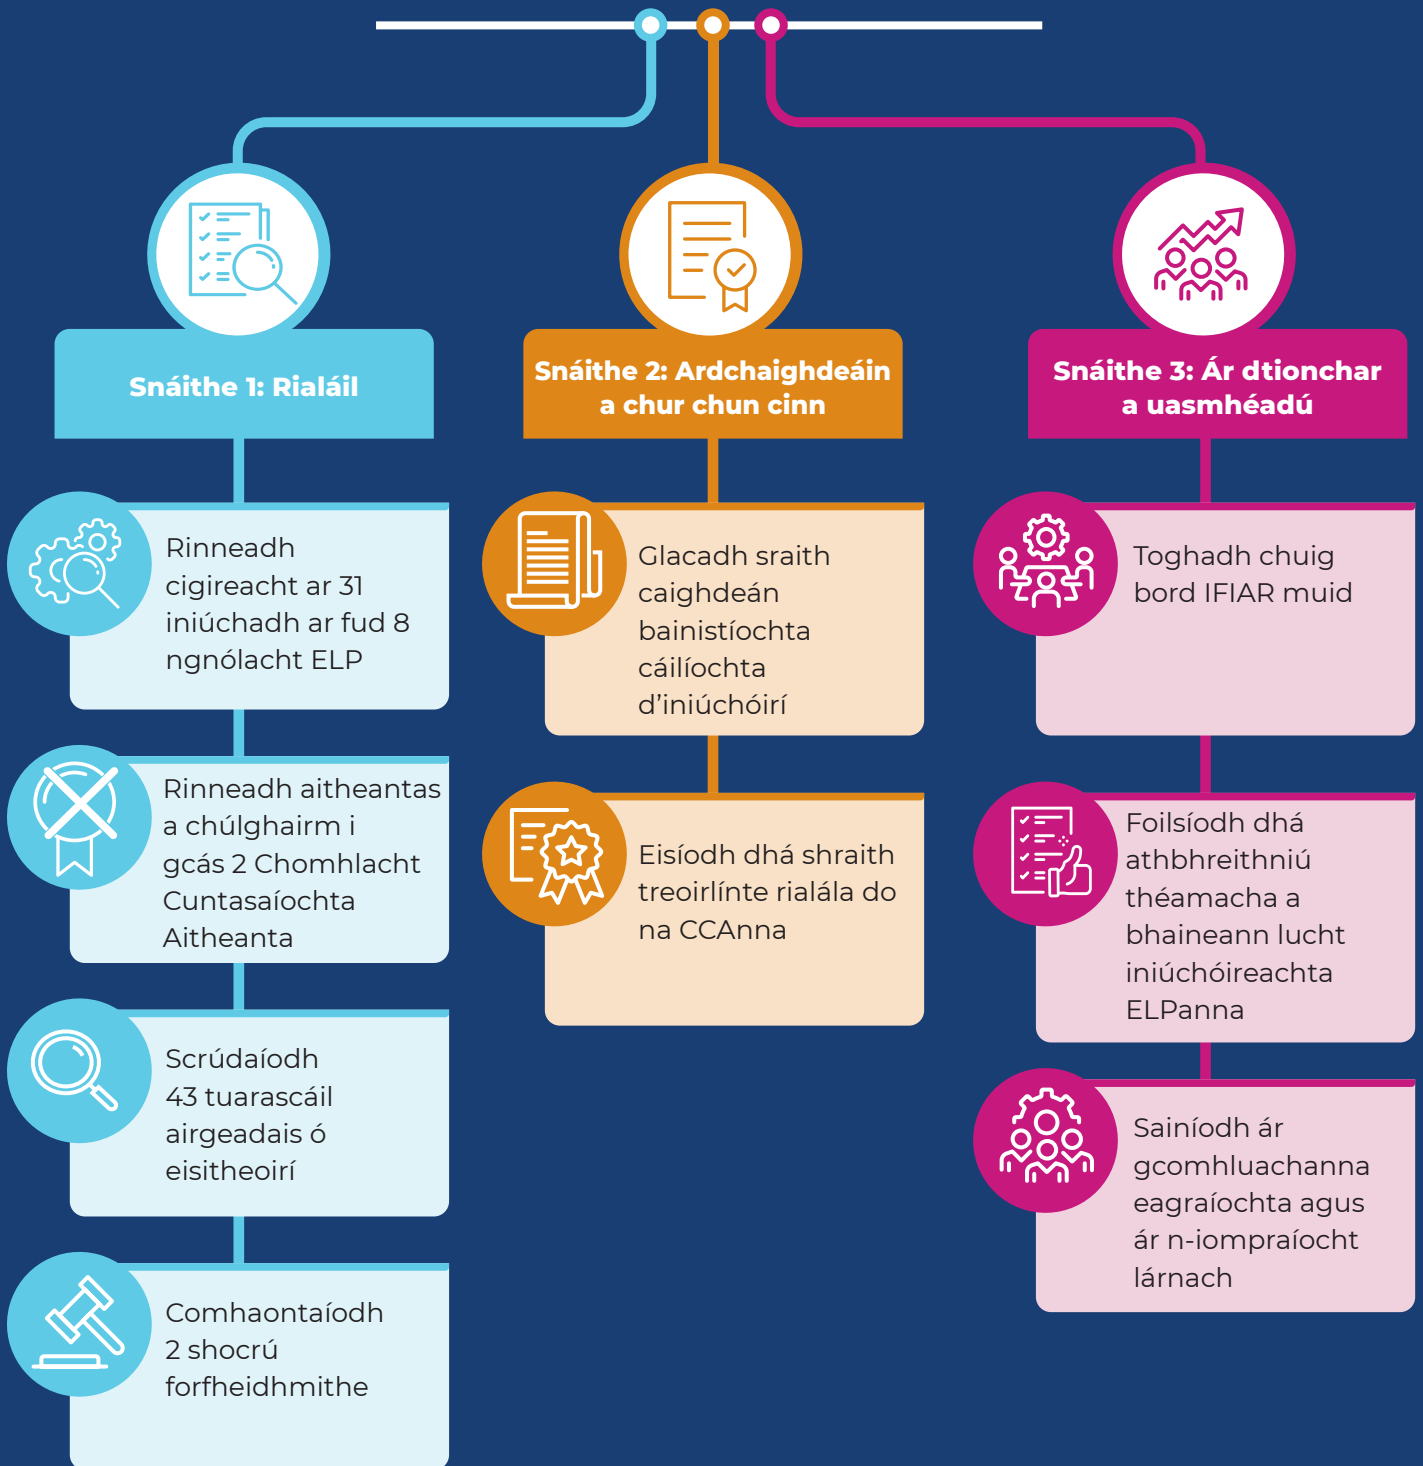 Snáithe 1: Rialáil
Rinneadh
cigireacht ar 31
iniúchadh ar fud 8
ngnólacht ELP
Rinneadh aitheantas
a chúlghairm i
gcás 2 Chomhlacht
Cuntasaíochta
Aitheanta
Scrúdaíodh
43 tuarascáil
airgeadais ó
eisitheoirí
Comhaontaíodh
2 shocrú
forfheidhmithe
Snáithe 2: Ardchaighdeáin
a chur chun cinn
Glacadh sraith
caighdeán
bainistíochta
cáilíochta
d’iniúchóirí
Eisíodh dhá shraith
treoirlínte rialála do
na CCAnna
Snáithe 3: Ár dtionchar
a uasmhéadú
Toghadh chuig
bord IFIAR muid
Foilsíodh dhá
athbhreithniú
théamacha a
bhaineann lucht
iniúchóireachta
ELPanna
Sainíodh ár
gcomhluachanna
eagraíochta agus
ár n-iompraíocht
lárnach